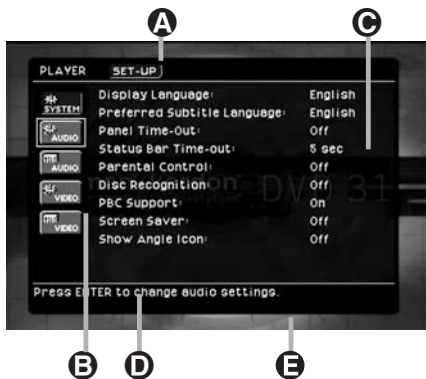 A
C
PLAYER SET-UP
SYSTEM
AUDIO
AUDIO
VIDEO
VIDEO
Display Language: English
Preferred Subtitle Language: English
Panel Time-Out: Off
Status Bar Time-out: 5 sec
Parental Control: Off
Disc Recognition: Off
PBC Support: On
Screen Saver: Off
Show Angle Icon: Off
DVD 31
Press ENTER to change audio settings.
B
D
E